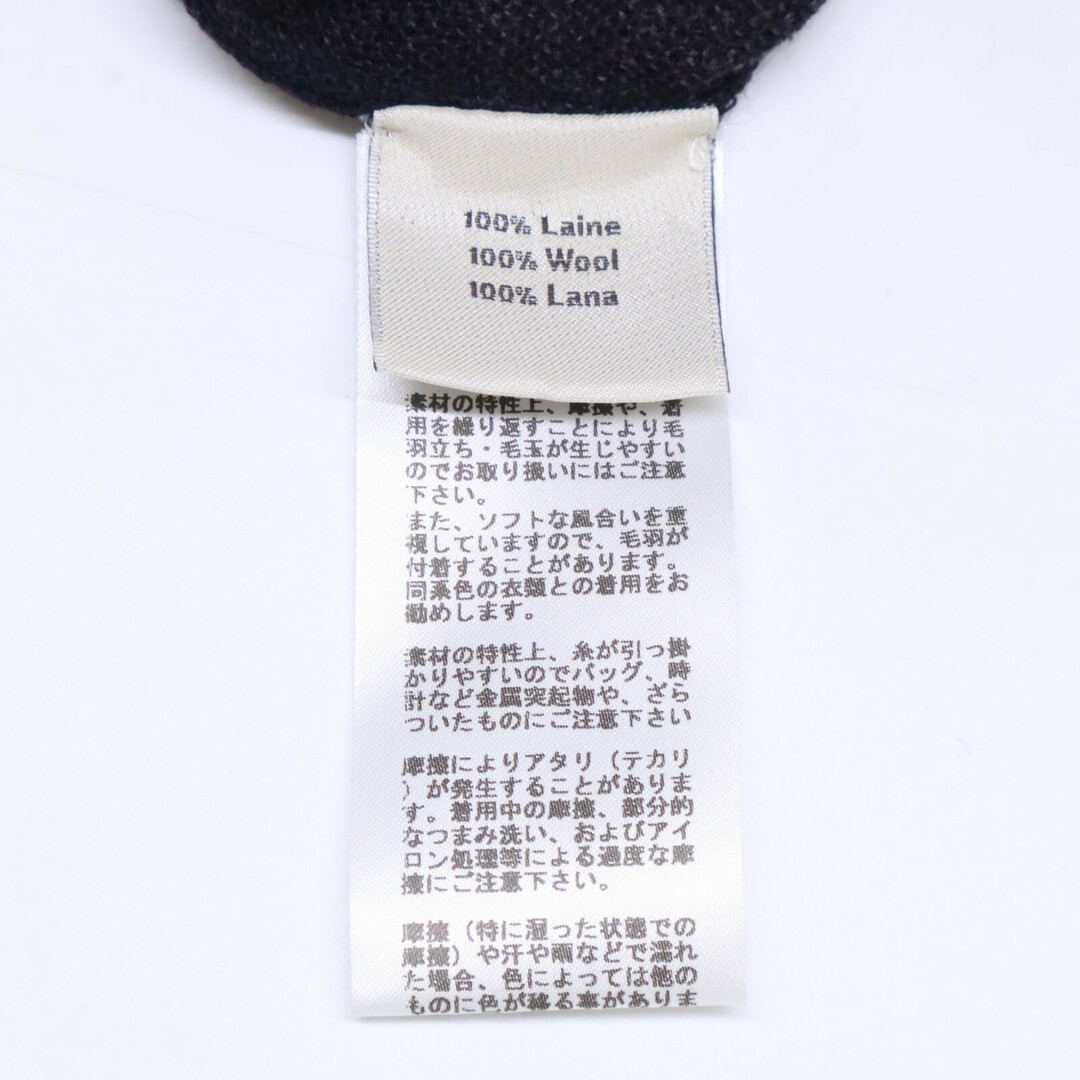 100% Laine
100% Wool
100% Lana
素材の特性上、摩擦や、着
用を繰り返すことにより毛
羽立ち・毛玉が生じやすい
のでお取り扱いにはご注意
下さい。
また、ソフトな風合いを重
視していますので、毛羽が
付着することがあります。
同系色の衣類との着用をお
勧めします。
素材の特性上、糸が引っ掛
かりやすいのでバッグ、時
計など金属突起物や、ざら
ついたものにご注意下さい
摩擦によりアタリ（テカリ
）が発生することがありま
す。着用中の摩擦、部分的
なつまみ洗い、およびアイ
ロン処理等による過度な摩
擦にご注意下さい。
摩擦（特に湿った状態での
摩擦）や汗や雨などで濡れ
た場合、色によっては他の
ものに色が移る事がありま